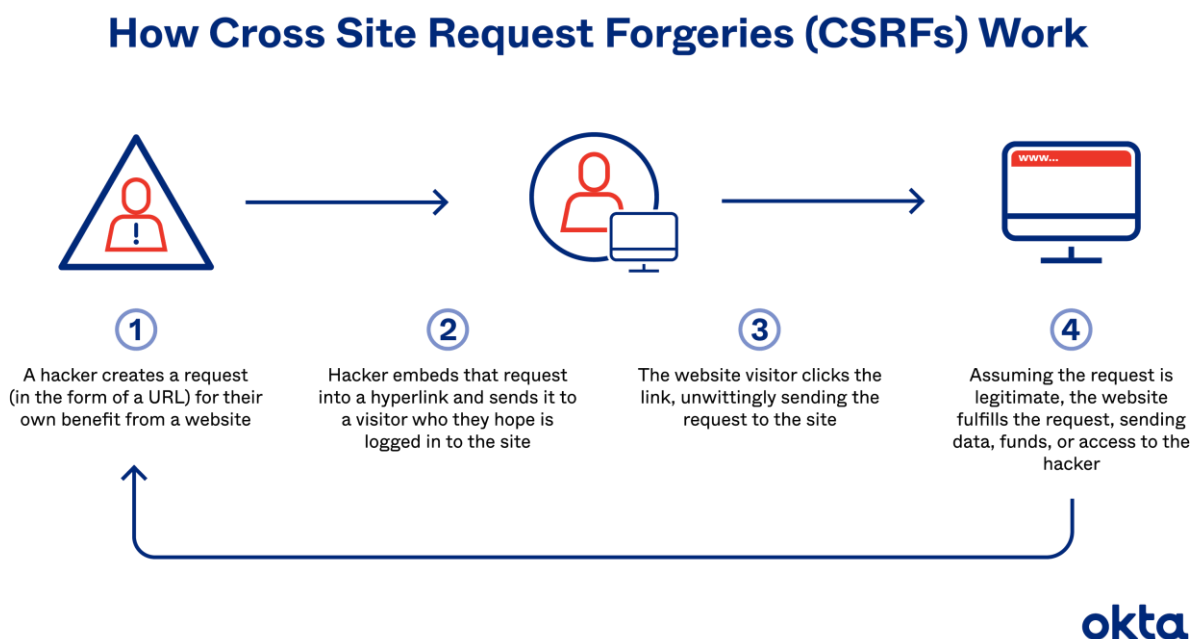 How Cross Site Request Forgeries (CSRFs) Work
!
www...
1
A hacker creates a request
(in the form of a URL) for their
own benefit from a website
2
Hacker embeds that request
into a hyperlink and sends it to
a visitor who they hope is
logged in to the site
3
The website visitor clicks the
link, unwittingly sending the
request to the site
4
Assuming the request is
legitimate, the website
fulfills the request, sending
data, funds, or access to the
hacker
okta